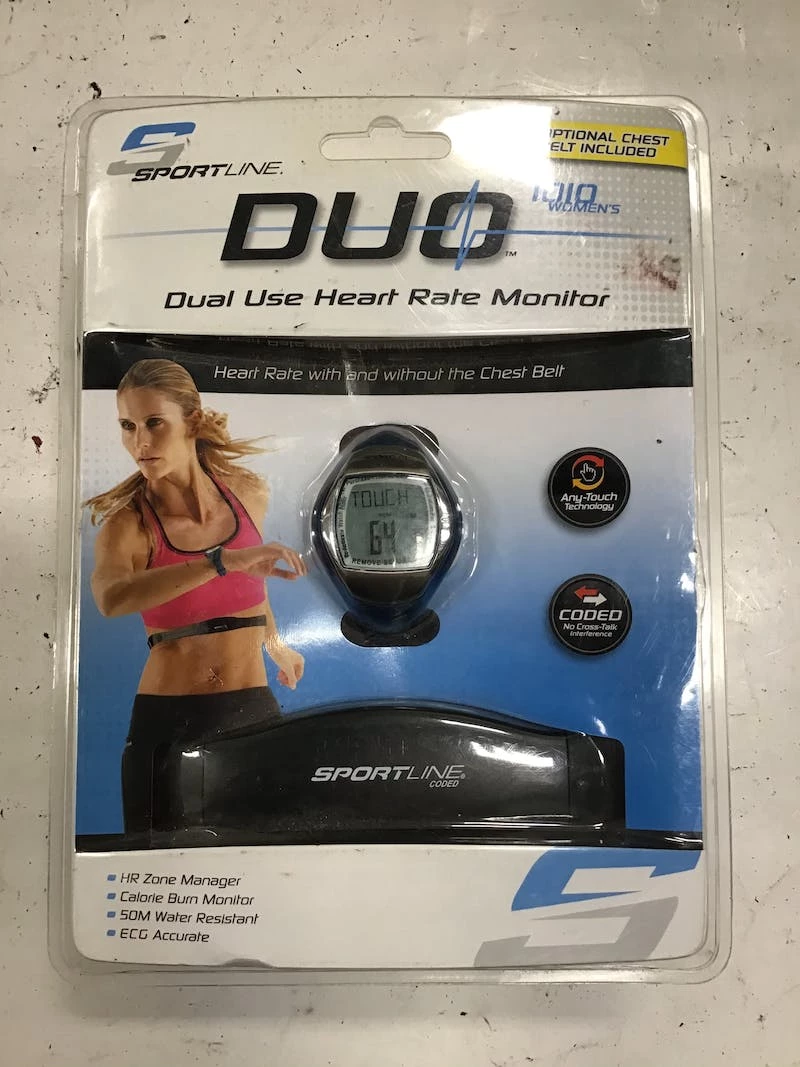 SPORTLINE.
OPTIONAL CHEST
BELT INCLUDED
DUO™
1010
WOMEN'S
Dual Use Heart Rate Monitor
Heart Rate with and without the Chest Belt
TOUCH
64
REMOVE
Any-Touch
Technology
CODED
No Cross-Talk
Interference
SPORTLINE®
CODED
HR Zone Manager
Calorie Burn Monitor
50M Water Resistant
ECG Accurate